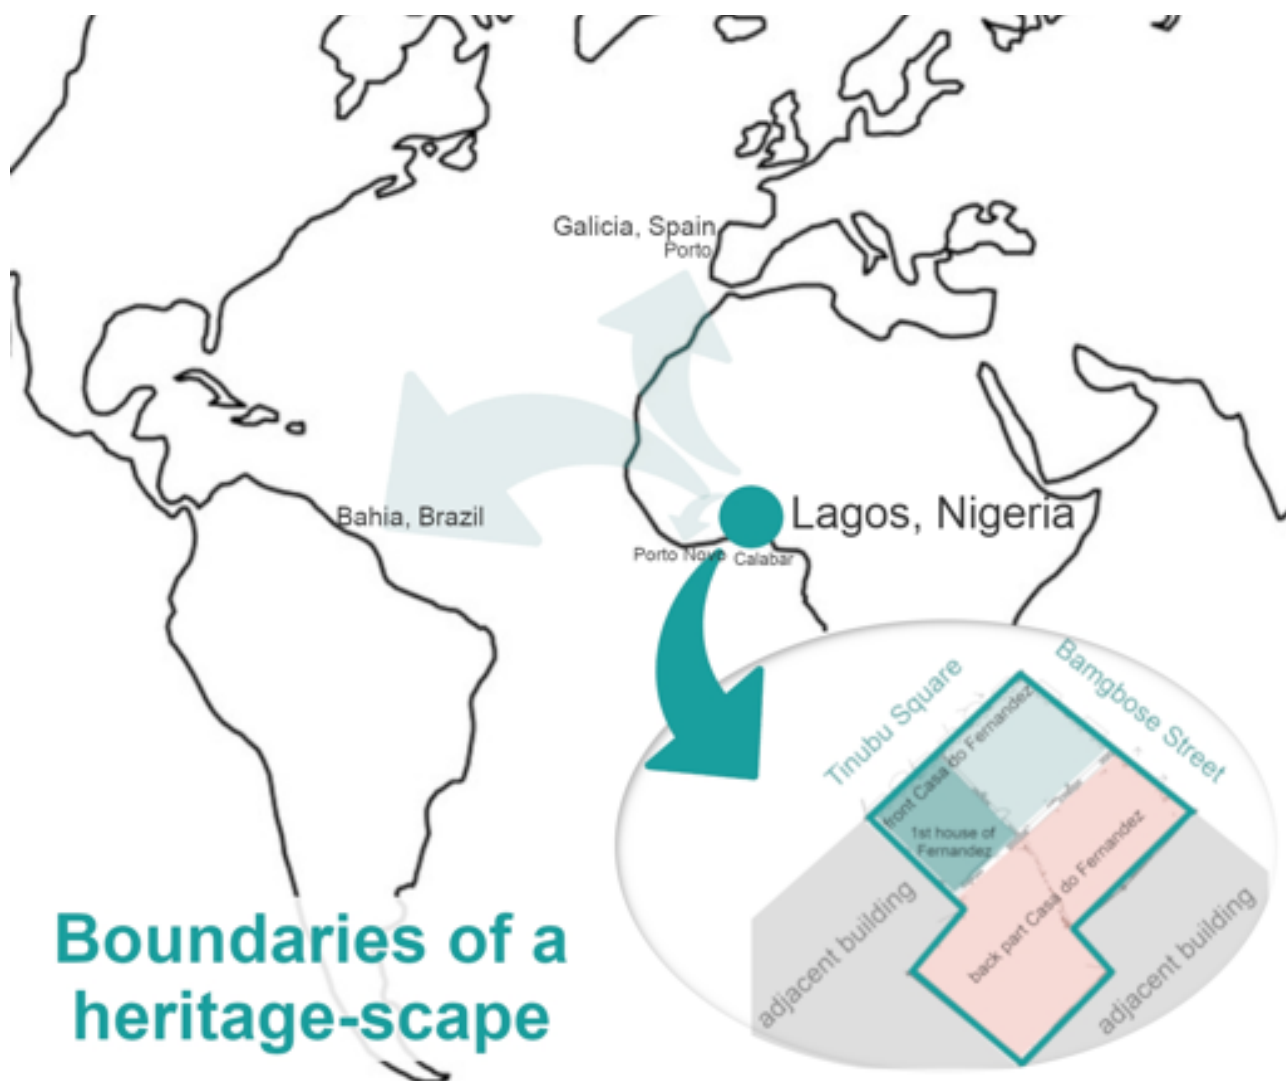 Galicia, Spain
Porto
Bahia, Brazil
Lagos, Nigeria
Porto Novo
Calabar
Tinubu Square
Bamgbose Street
front Casa do Fernandez
1st house of
Fernandez
back part Casa do Fernandez
adjacent building
adjacent building
Boundaries of a
heritage-scape